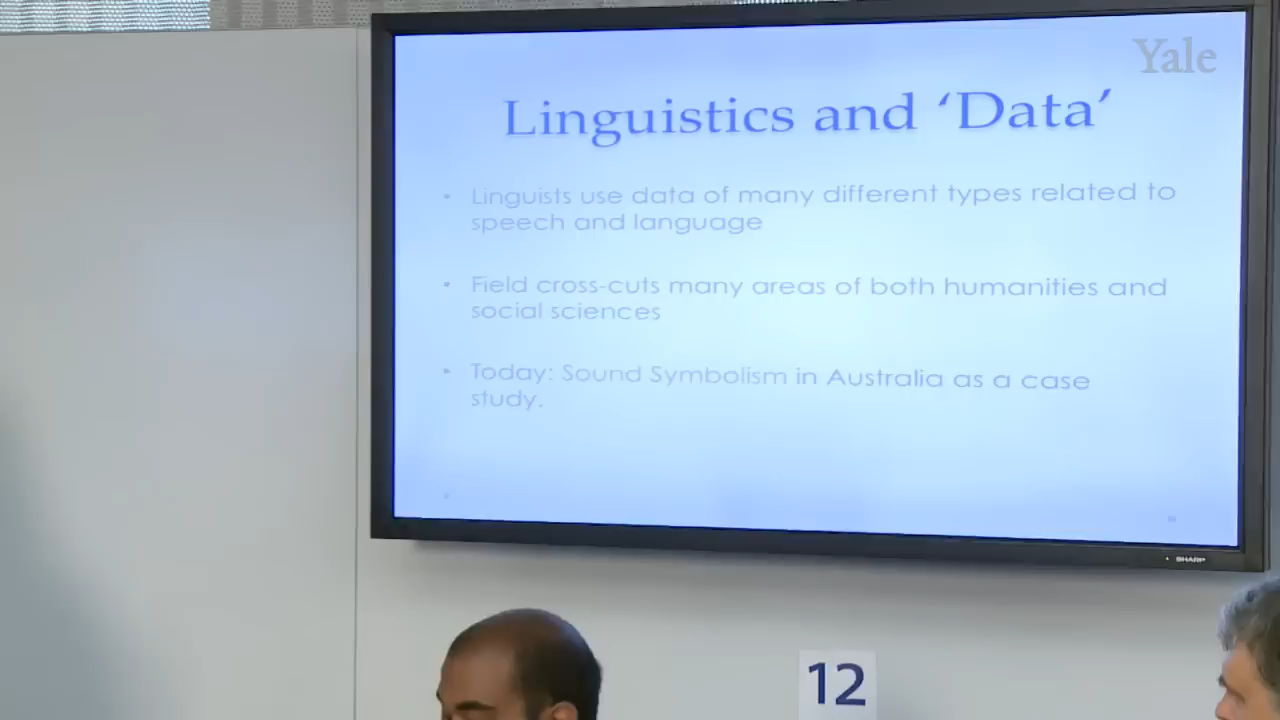 Yale
Linguistics and ‘Data’
• Linguists use data of many different types related to
speech and language
• Field cross-cuts many areas of both humanities and
social sciences
• Today: Sound Symbolism in Australia as a case
study.
SHARP
12